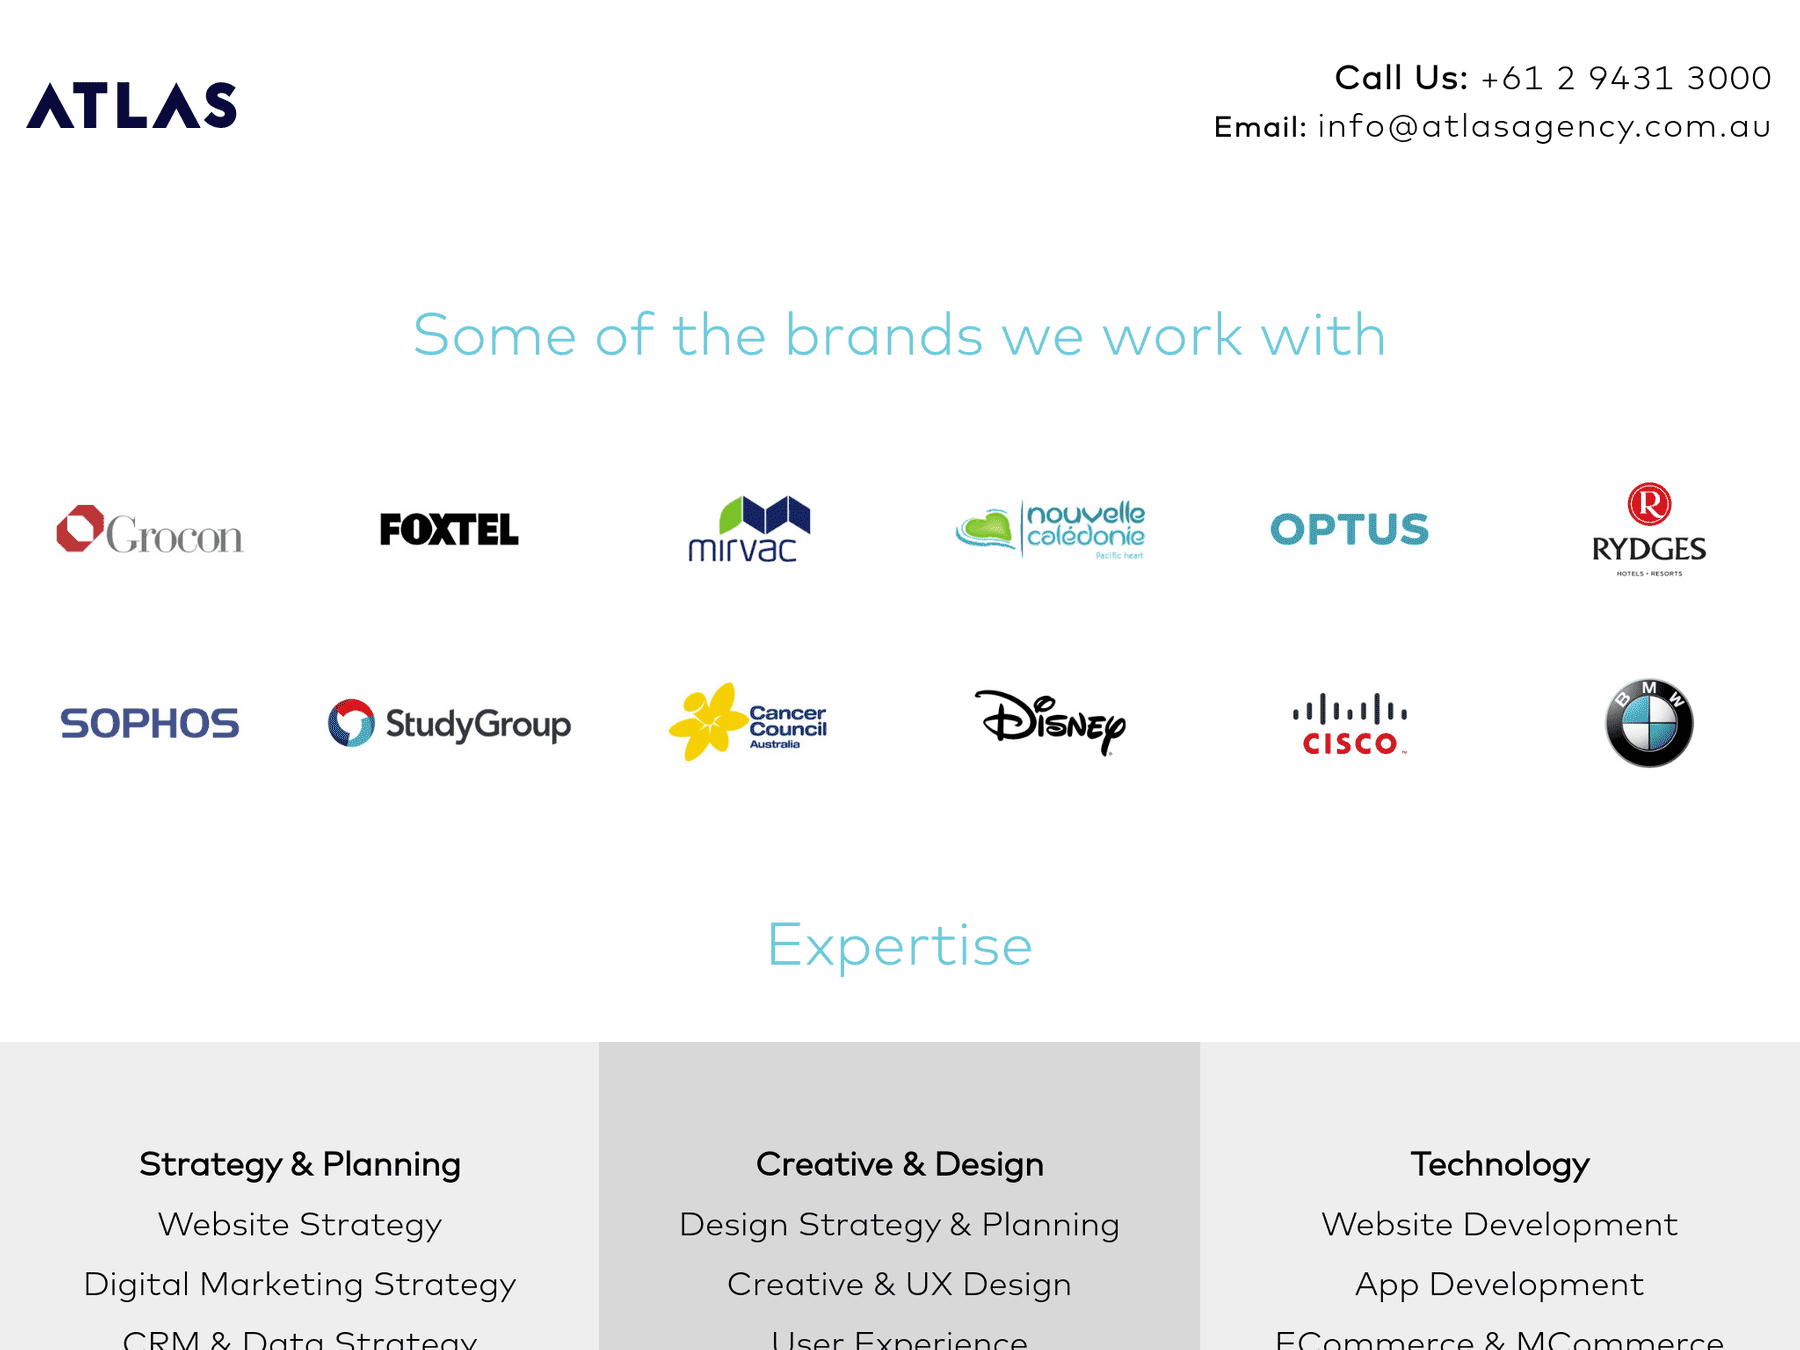 ATLAS
Call Us: +61 2 9431 3000
Email: info@atlasagency.com.au
Some of the brands we work with
Grocon
FOXTEL
mirvac
nouvelle
calédonie
Pacific heart
OPTUS
R
RYDGES
HOTELS • RESORTS
SOPHOS
StudyGroup
Cancer
Council
Australia
Disney
CISCO™
BMW
Expertise
Strategy & Planning
Website Strategy
Digital Marketing Strategy
CRM & Data Strategy
Creative & Design
Design Strategy & Planning
Creative & UX Design
User Experience
Technology
Website Development
App Development
ECommerce & MCommerce